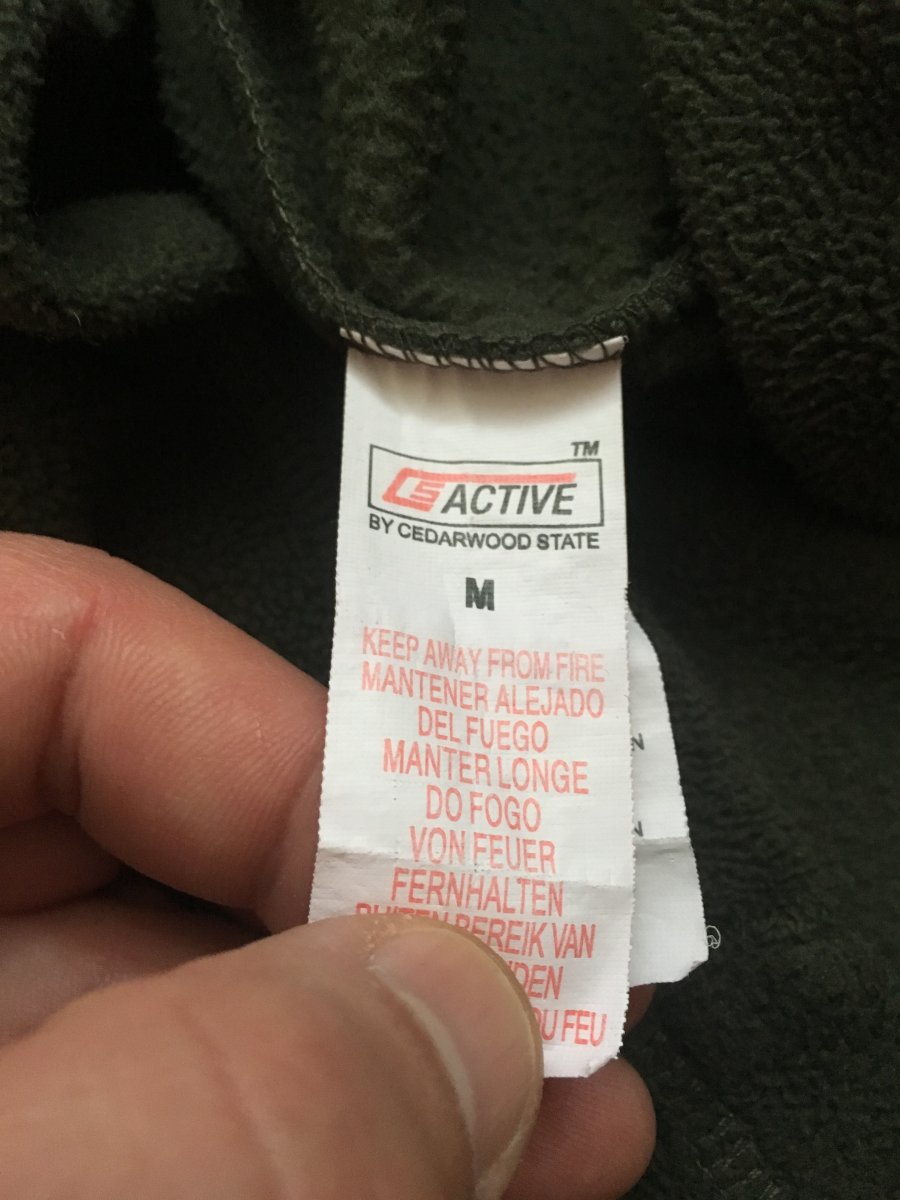 TM
CS ACTIVE
BY CEDARWOOD STATE
M
KEEP AWAY FROM FIRE
MANTENER ALEJADO
DEL FUEGO
MANTER LONGE
DO FOGO
VON FEUER
FERNHALTEN
BUITEN BEREIK VAN
DU FEU